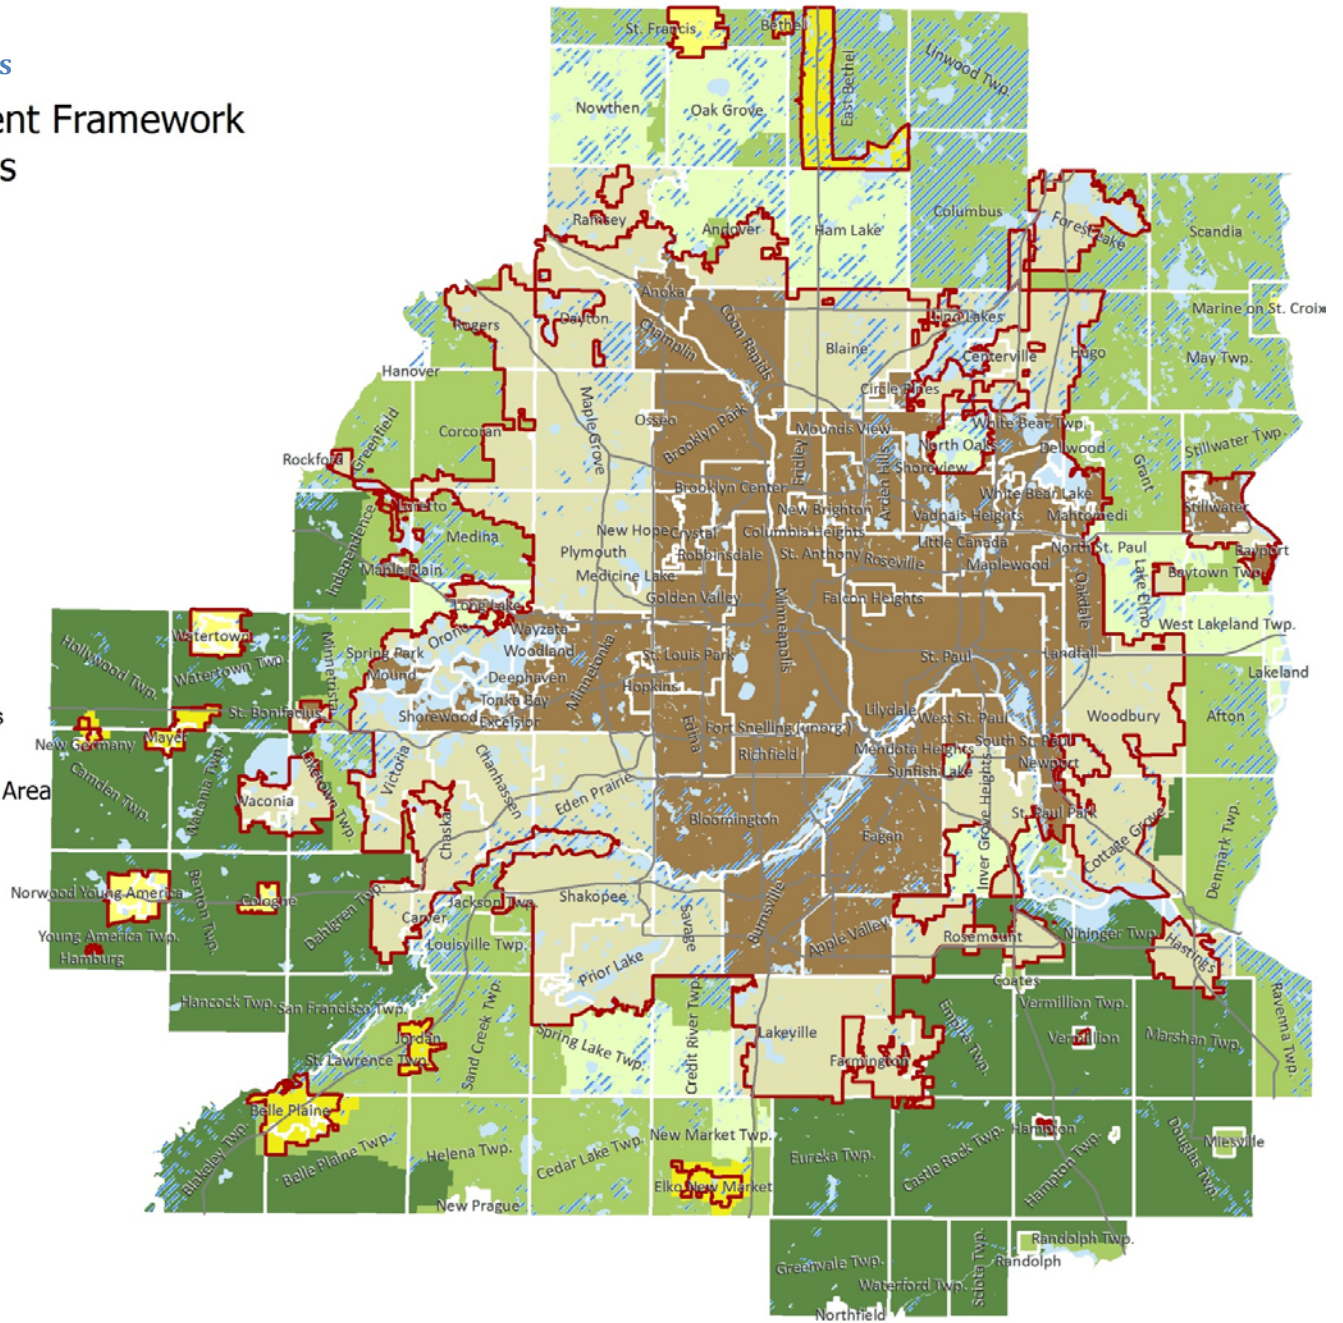 s
ent Framework
s
s
Area
St. Francis
Bethel
East Bethel
Linwood Twp.
Nowthen
Oak Grove
Ramsey
Andover
Ham Lake
Columbus
Forest Lake
Scandia
Marine on St. Croix
Anoka
Rogers
Dayton
Champlin
Coon Rapids
Blaine
Lino Lakes
Centerville
Hugo
May Twp.
Hanover
Circle Pines
Corcoran
Greenfield
Maple Grove
Osseo
Brooklyn Park
Mounds View
Fridley
North Oaks
White Bear Twp.
Dellwood
Grant
Stillwater Twp.
Rockford
Shoreview
Arden Hills
Brooklyn Center
White Bear Lake
Loretto
New Brighton
Vadnais Heights
Mahtomedi
Stillwater
Independence
Medina
New Hope
Crystal
Columbia Heights
Plymouth
Robbinsdale
St. Anthony
Roseville
Little Canada
Maplewood
North St. Paul
Bayport
Maple Plain
Medicine Lake
Golden Valley
Falcon Heights
Oakdale
Lake Elmo
Baytown Twp.
Long Lake
Orono
Wayzata
Woodland
Minneapolis
West Lakeland Twp.
Watertown
Hollywood Twp.
Watertown Twp.
Minnetrista
Spring Park
Mound
Deephaven
Minnetonka
St. Louis Park
St. Paul
Landfall
Lakeland
Hopkins
Tonka Bay
St. Bonifacius
Shorewood
Excelsior
Edina
Fort Snelling (unorg.)
Lilydale
West St. Paul
Woodbury
Afton
New Germany
Mayer
Richfield
Mendota Heights
South St. Paul
Sunfish Lake
Newport
Camden Twp.
Waconia Twp.
Waconia
Laketown Twp.
Victoria
Chanhassen
Chaska
Eden Prairie
Bloomington
Eagan
Inver Grove Heights
St. Paul Park
Cottage Grove
Denmark Twp.
Norwood Young America
Benton Twp.
Cologne
Dahlgren Twp.
Carver
Jackson Twp.
Shakopee
Savage
Burnsville
Apple Valley
Rosemount
Nininger Twp.
Hastings
Young America Twp.
Hamburg
Louisville Twp.
Prior Lake
Coates
Hancock Twp.
San Francisco Twp.
Sand Creek Twp.
Spring Lake Twp.
Credit River Twp.
Lakeville
Farmington
Empire Twp.
Vermillion Twp.
Vermillion
Marshan Twp.
Ravenna Twp.
Jordan
St. Lawrence Twp.
Belle Plaine
Blakeley Twp.
Belle Plaine Twp.
Helena Twp.
Cedar Lake Twp.
New Market Twp.
Elko New Market
New Prague
Eureka Twp.
Castle Rock Twp.
Hampton
Hampton Twp.
Douglas Twp.
Miesville
Greenvale Twp.
Waterford Twp.
Sciota Twp.
Randolph Twp.
Randolph
Northfield